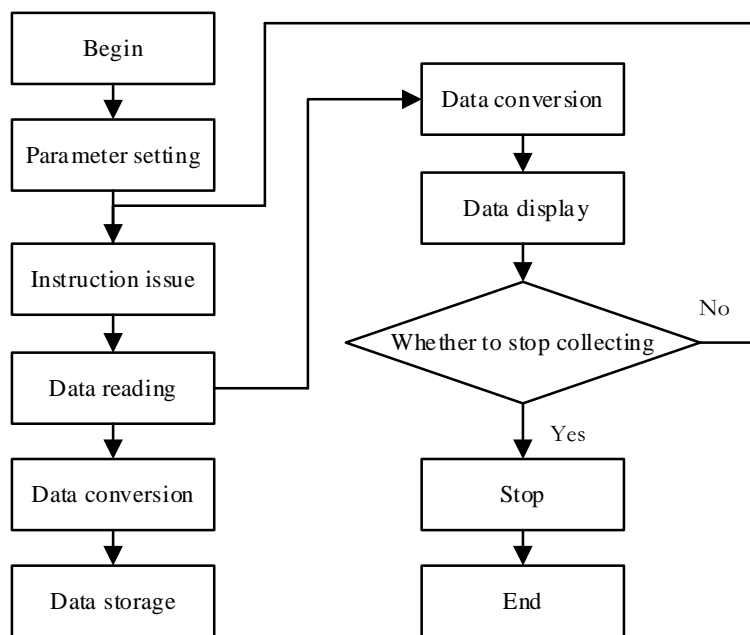 Begin
Parameter setting
Instruction issue
Data reading
Data conversion
Data storage
Data conversion
Data display
Whether to stop collecting
No
Yes
Stop
End